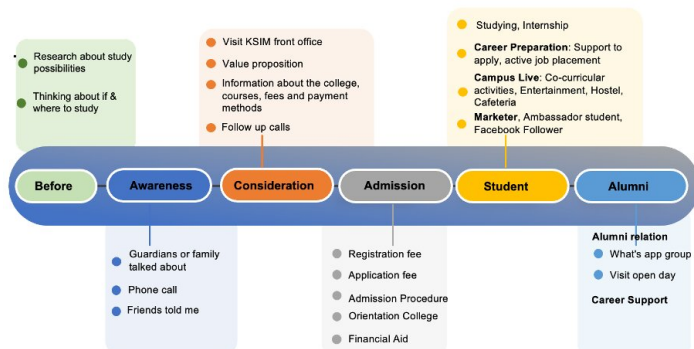 Research about study
possibilities
Thinking about if &
where to study
Visit KSIM front office
Value proposition
Information about the college,
courses, fees and payment
methods
Follow up calls
Studying, Internship
Career Preparation: Support to
apply, active job placement
Campus Live: Co-curricular
activities, Entertainment, Hostel,
Cafeteria
Marketer, Ambassador student,
Facebook Follower
Before
Awareness
Consideration
Admission
Student
Alumni
Guardians or family
talked about
Phone call
Friends told me
Registration fee
Application fee
Admission Procedure
Orientation College
Financial Aid
Alumni relation
What's app group
Visit open day
Career Support